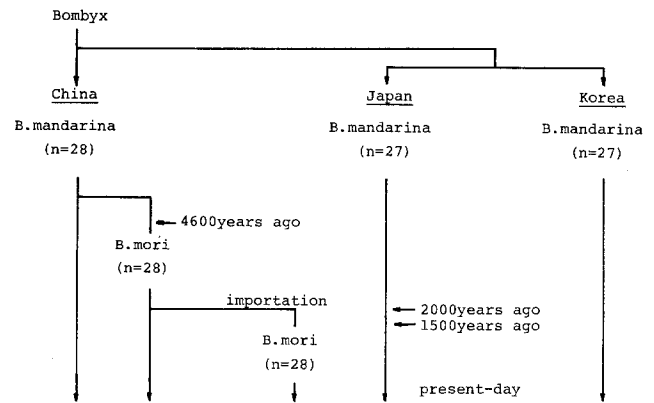 Bombyx
China
Japan
Korea
B.mandarina
(n=28)
B.mandarina
(n=27)
B.mandarina
(n=27)
4600years ago
B.mori
(n=28)
importation
2000years ago
1500years ago
B.mori
(n=28)
present-day